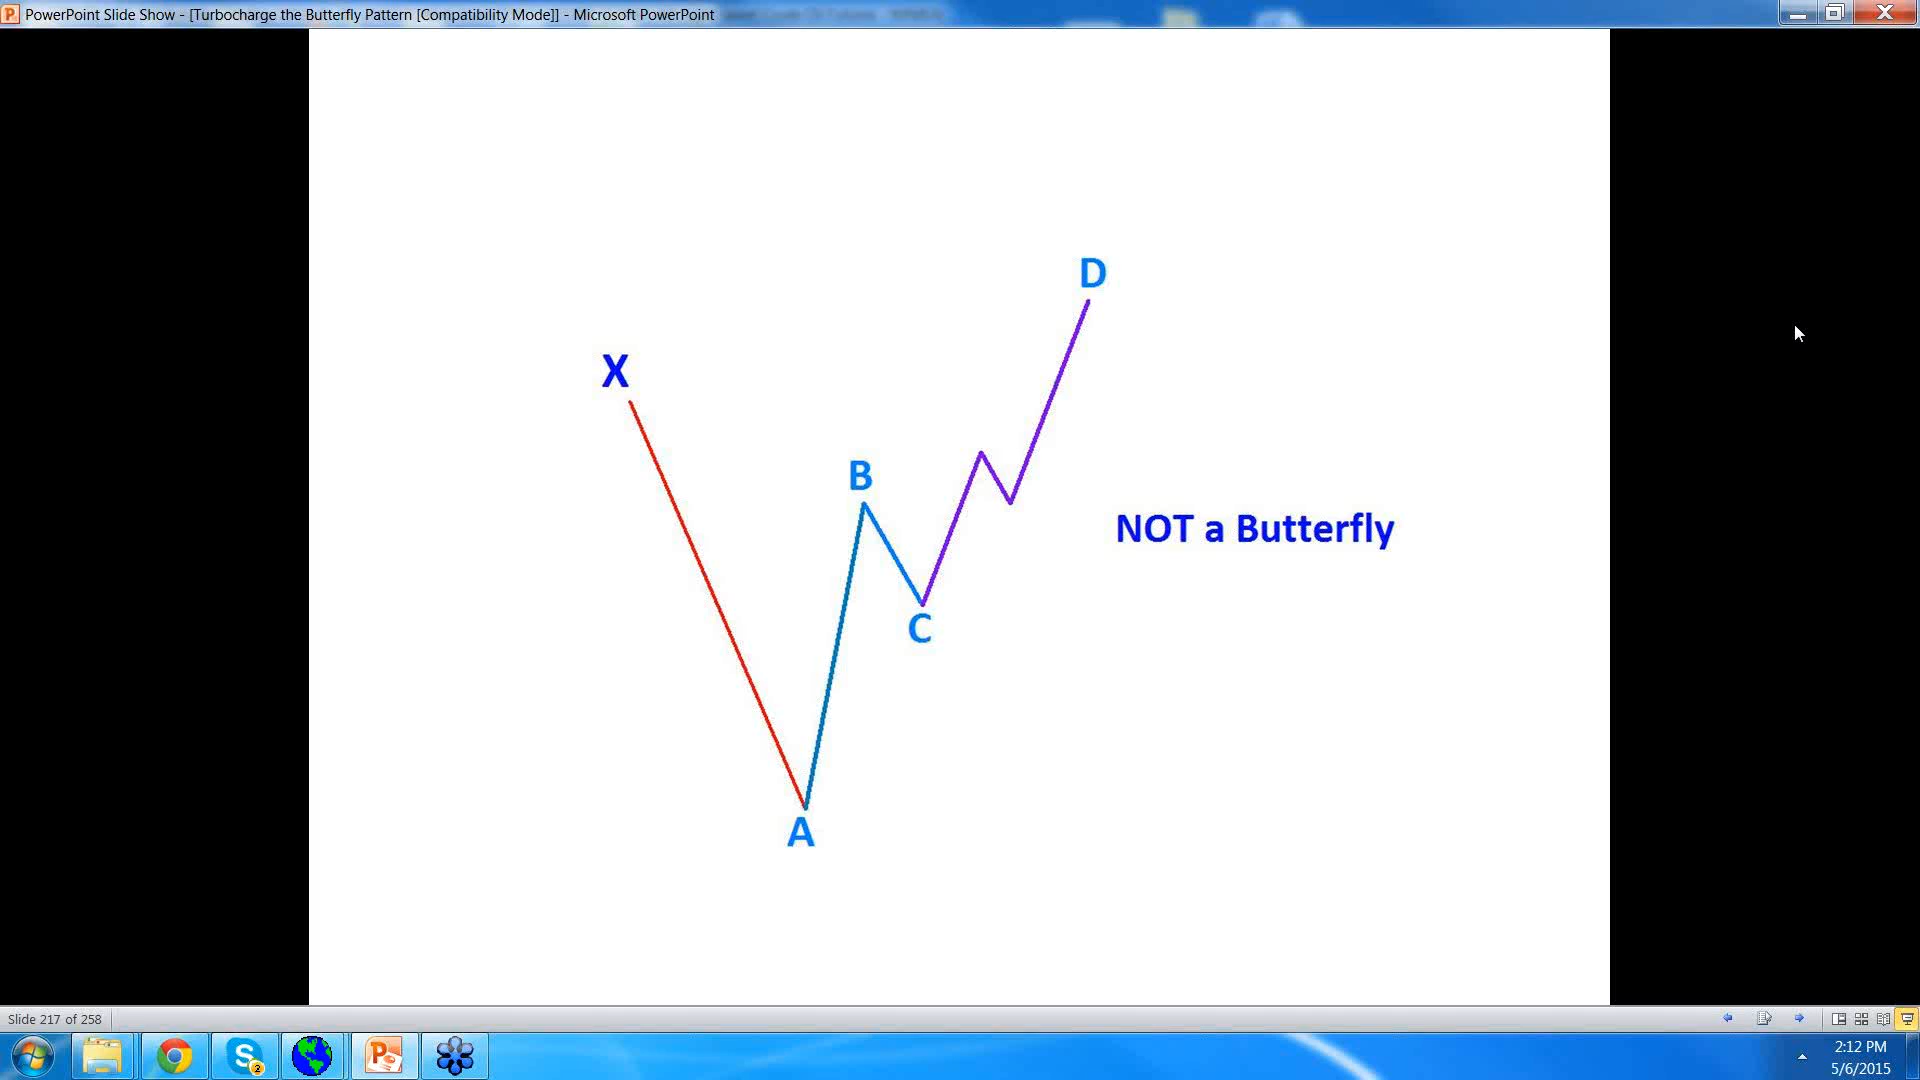 PowerPoint Slide Show - [Turbocharge the Butterfly Pattern [Compatibility Mode]] - Microsoft PowerPoint
D
X
B
NOT a Butterfly
C
A
Slide 217 of 258
2
2:12 PM
5/6/2015